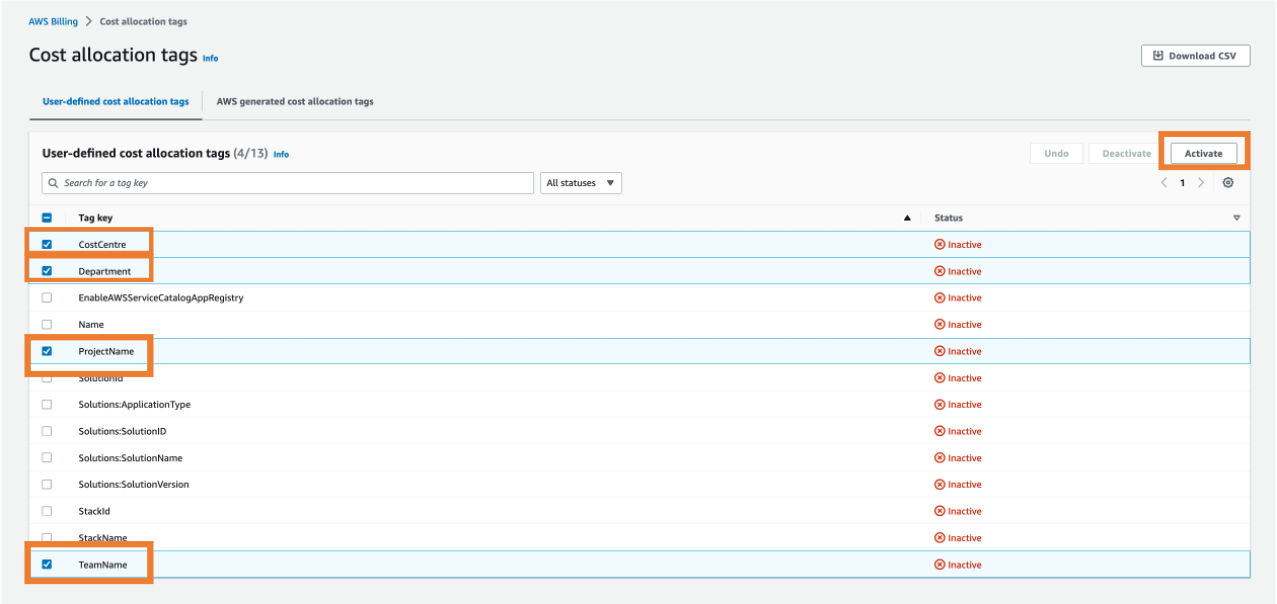 AWS Billing > Cost allocation tags
Cost allocation tags Info
Download CSV
User-defined cost allocation tags AWS generated cost allocation tags
User-defined cost allocation tags (4/13) Info
Undo Deactivate Activate
Search for a tag key All statuses
1
Tag key Status
CostCentre Inactive
Department Inactive
EnableAWSServiceCatalogAppRegistry Inactive
Name Inactive
ProjectName Inactive
SolutionId Inactive
Solutions:ApplicationType Inactive
Solutions:SolutionID Inactive
Solutions:SolutionName Inactive
Solutions:SolutionVersion Inactive
StackId Inactive
StackName Inactive
TeamName Inactive